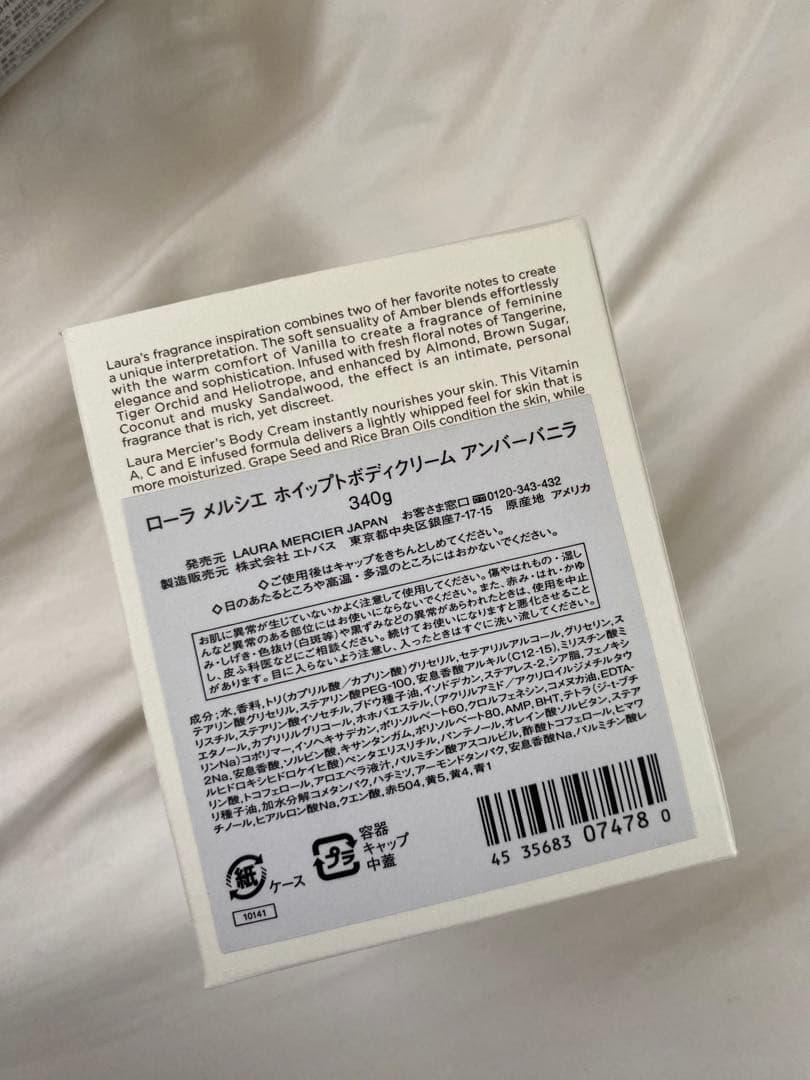 Laura's fragrance inspiration combines two of her favorite notes to create
a unique interpretation. The soft sensuality of Amber blends effortlessly
with the warm comfort of Vanilla to create a fragrance of feminine
elegance and sophistication. Infused with fresh floral notes of Tangerine,
Tiger Orchid and Heliotrope, and enhanced by Almond, Brown Sugar,
Coconut and musky Sandalwood, the effect is an intimate, personal
fragrance that is rich, yet discreet.
Laura Mercier's Body Cream instantly nourishes your skin. This Vitamin
A, C and E infused formula delivers a lightly whipped feel for skin that is
more moisturized. Grape Seed and Rice Bran Oils condition the skin, while
ローラ メルシエ ホイップトボディクリーム アンバーバニラ
340g
発売元 LAURA MERCIER JAPAN お客さま窓口 0120-343-432
製造販売元 株式会社 エトバス 東京都中央区銀座7-17-15 原産地 アメリカ
◇ご使用後はキャップをきちんとしめてください。
◇日のあたるところや高温・多湿のところにはおかないでください。
お肌に異常が生じていないかよく注意して使用してください。傷やはれもの・湿し
んなど異常のある部位にはお使いにならないでください。また、赤み・はれ・かゆ
み・しげき・色抜け(白斑等)や黒ずみなどの異常があらわれたときは、使用を中止
し、皮ふ科医などにご相談ください。続けてお使いになりますと悪化させること
があります。目に入らないよう注意し、入ったときはすぐに洗い流してください。
成分:水,香料,トリ(カプリル酸/カプリン酸)グリセリル,セテアリルアルコール,グリセリン,ス
テアリン酸グリセリル,ステアリン酸PEG-100,安息香酸アルキル(C12-15),ミリスチン酸ミ
リスチル,ステアリン酸イソセチル,ブドウ種子油,イソドデカン,ステアレス-2,シア脂,フェノキシ
エタノール,カプリリルグリコール,ホホバエステル,(アクリルアミド/アクリロイルジメチルタウ
リンNa)コポリマー,イソヘキサデカン,ポリソルベート60,クロルフェネシン,コメヌカ油,EDTA-
2Na,安息香酸,ソルビン酸,キサンタンガム,ポリソルベート80,AMP,BHT,テトラ(ジ-t-ブチ
ルヒドロキシヒドロケイヒ酸)ペンタエリスリチル,パンテノール,オレイン酸ソルビタン,ステア
リン酸,トコフェロール,アロエベラ液汁,パルミチン酸アスコルビル,酢酸トコフェロール,ヒマワ
リ種子油,加水分解コメタンパク,ハチミツ,アーモンドタンパク,安息香酸Na,パルミチン酸レ
チノール,ヒアルロン酸Na,クエン酸,赤504,黄5,黄4,青1
紙 ケース
プラ 容器
キャップ
中蓋
10141
4 535683 074780